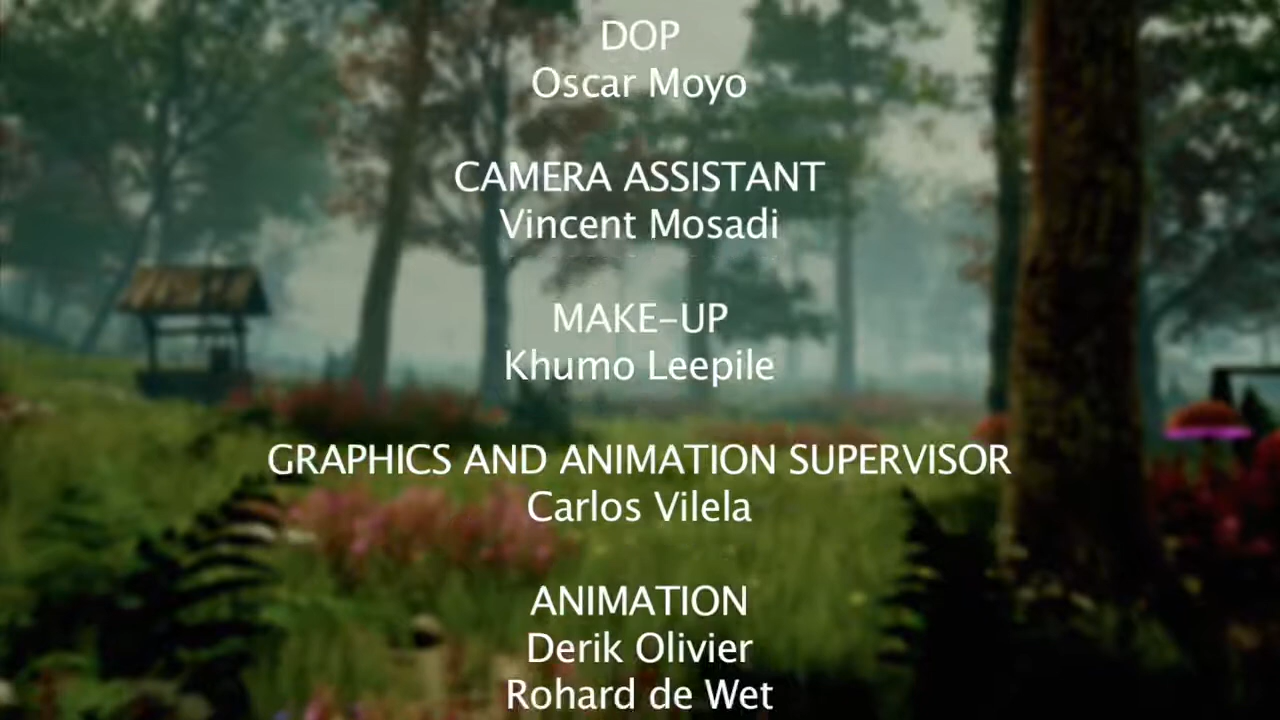 DOP
Oscar Moyo
CAMERA ASSISTANT
Vincent Mosadi
MAKE-UP
Khumo Leepile
GRAPHICS AND ANIMATION SUPERVISOR
Carlos Vilela
ANIMATION
Derik Olivier
Rohard de Wet